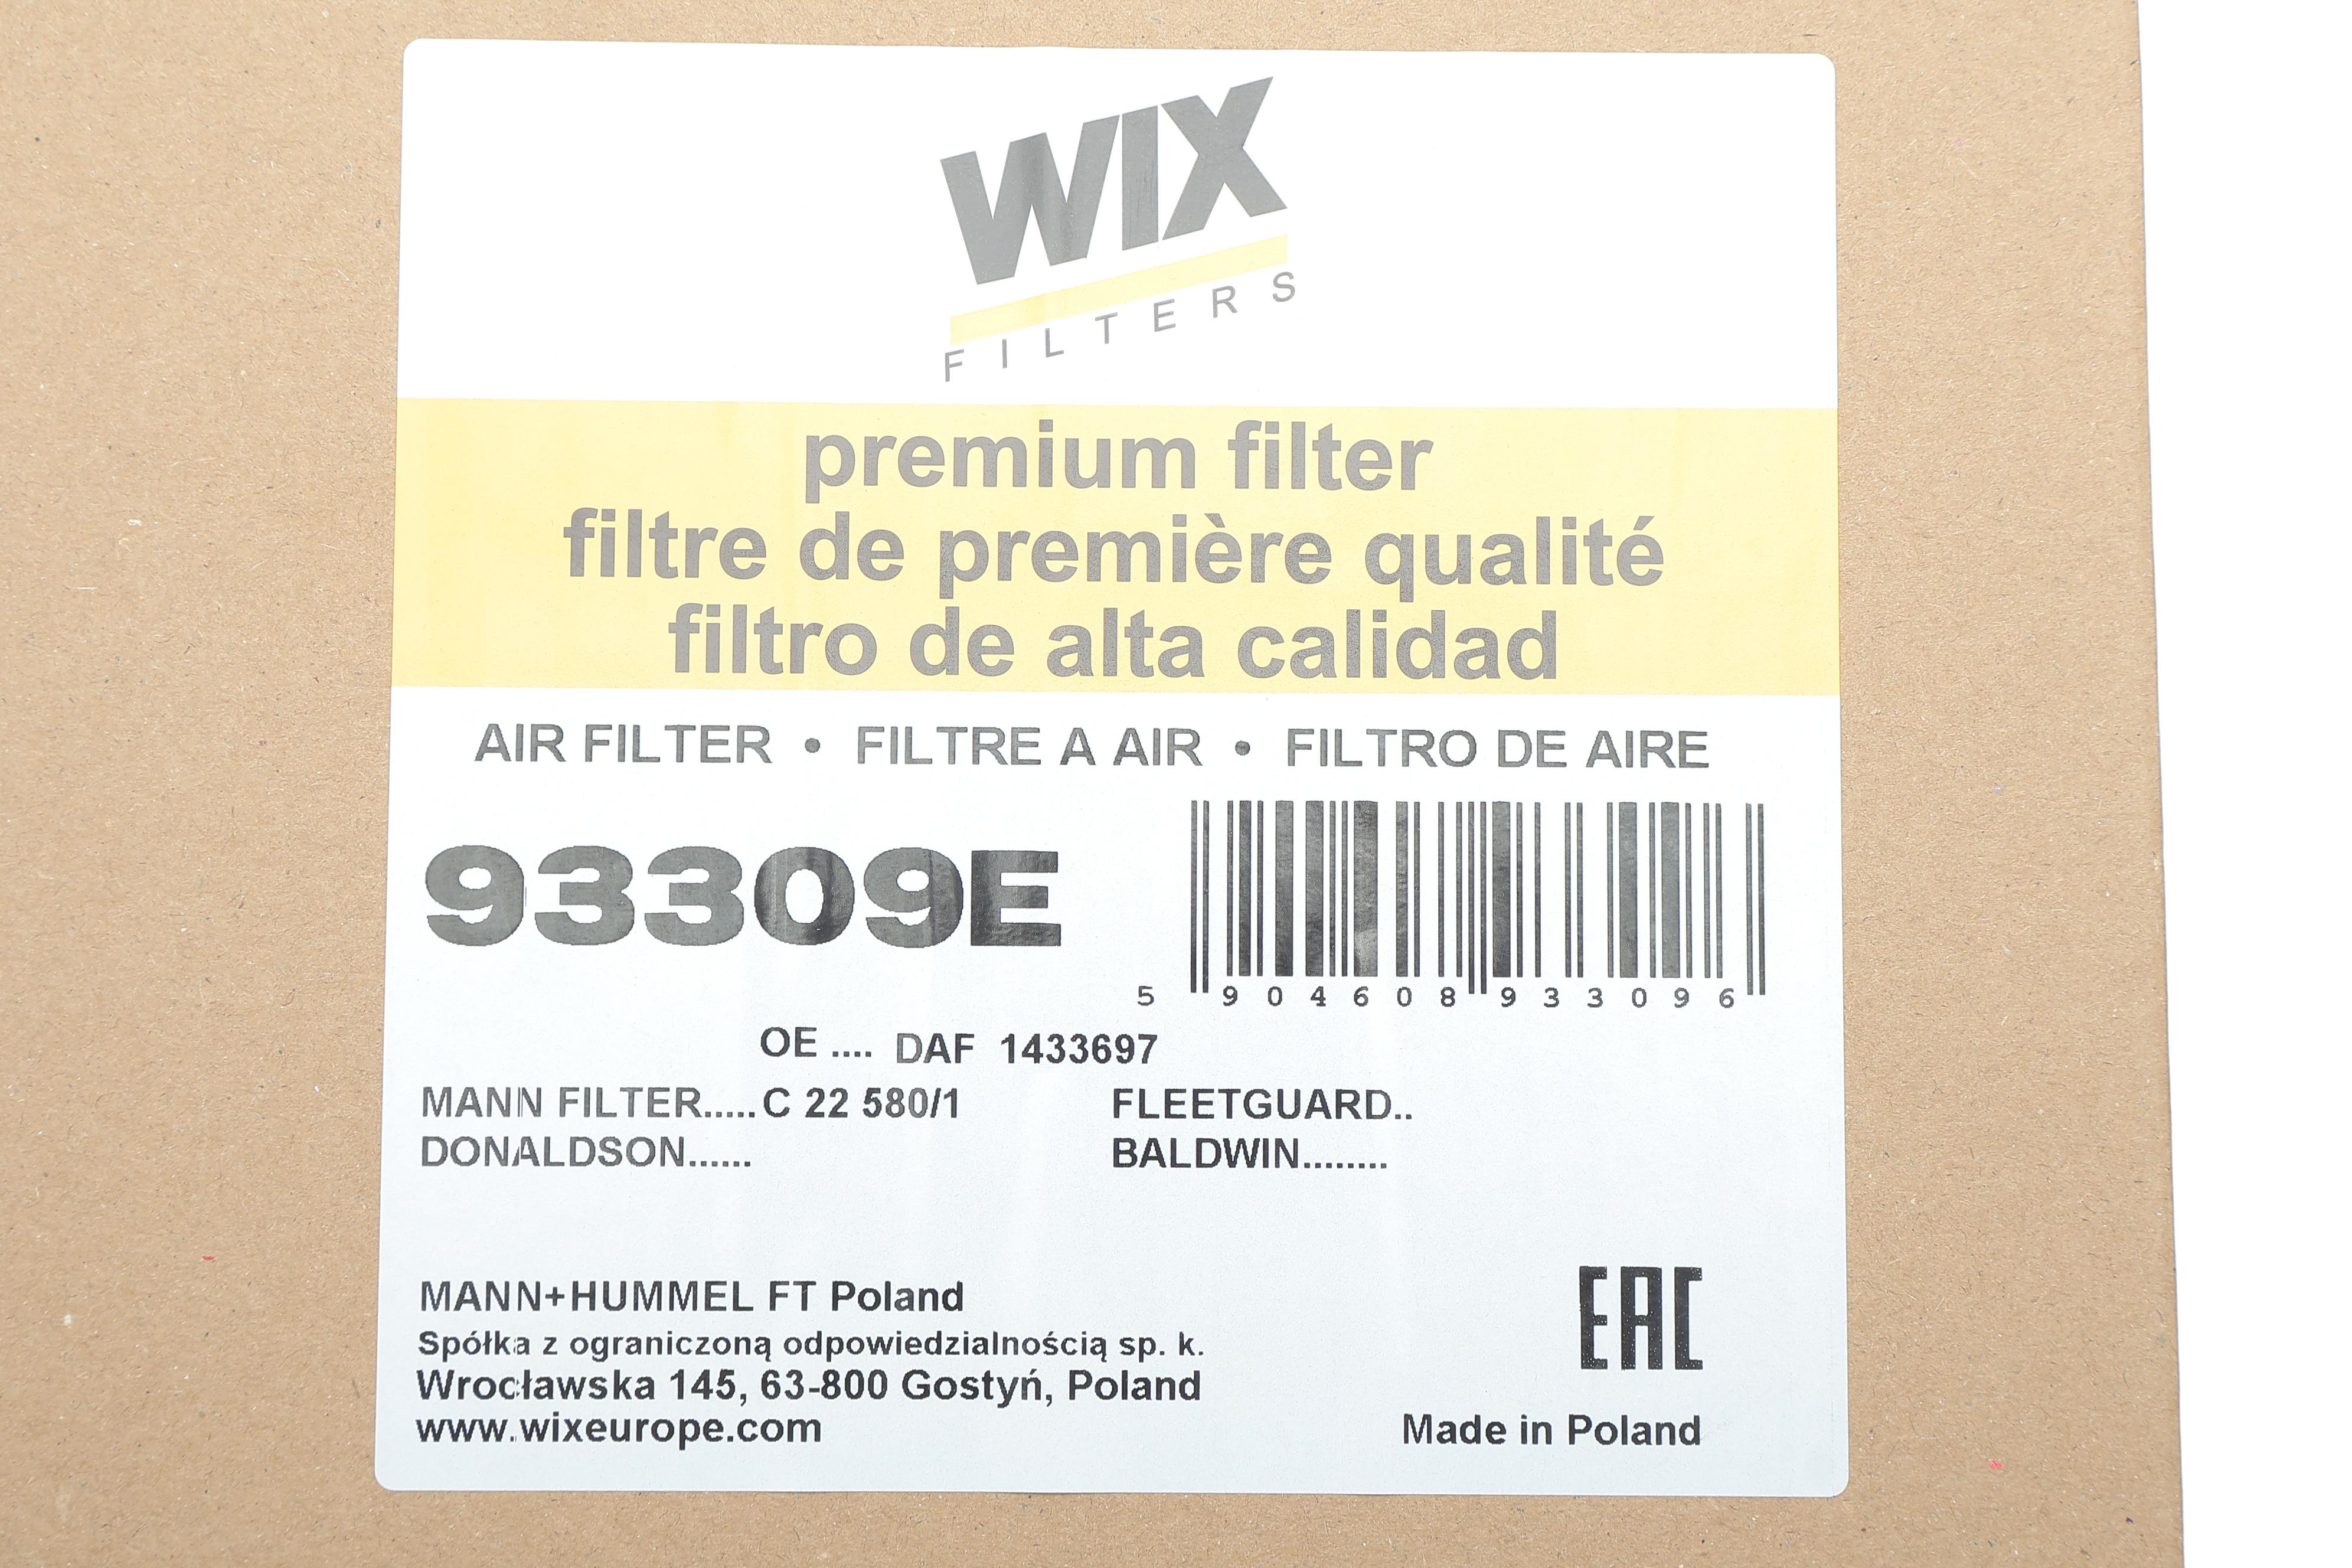 WIX
FILTERS
premium filter
filtre de première qualité
filtro de alta calidad
AIR FILTER • FILTRE A AIR • FILTRO DE AIRE
93309E
5 904608 933096
OE .... DAF 1433697
MANN FILTER.....C 22 580/1 FLEETGUARD..
DONALDSON...... BALDWIN........
MANN+HUMMEL FT Poland
Spółka z ograniczoną odpowiedzialnością sp. k.
Wrocławska 145, 63-800 Gostyń, Poland
www.wixeurope.com
EAC
Made in Poland